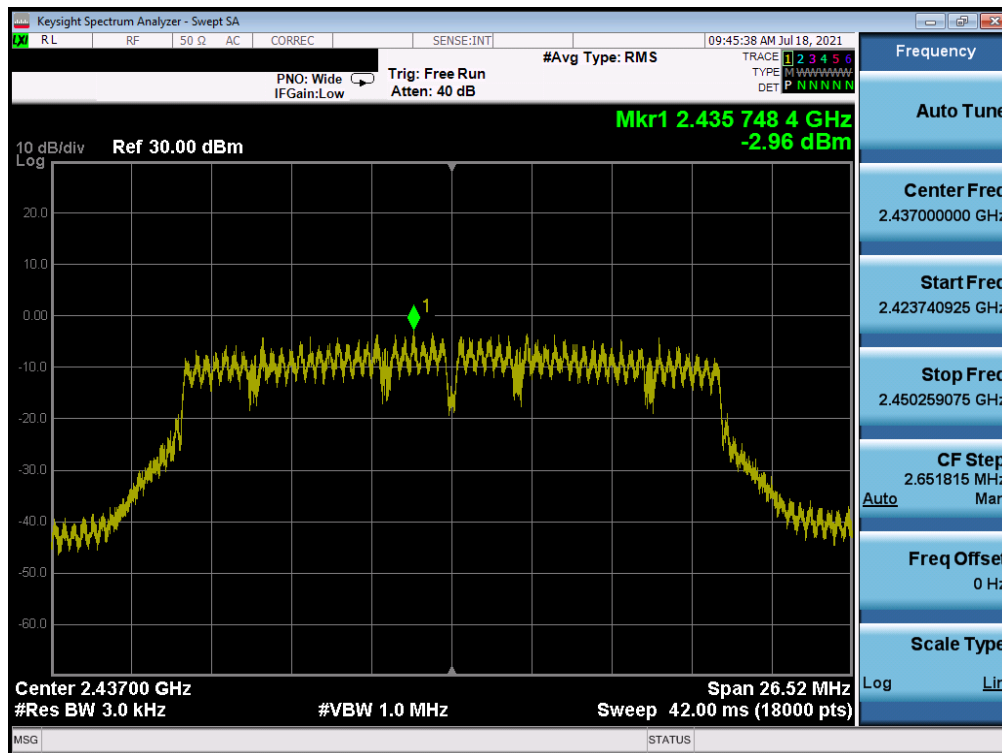 Keysight Spectrum Analyzer - Swept SA
LXI RL RF 50 Ω AC CORREC SENSE:INT 09:45:38 AM Jul 18, 2021
#Avg Type: RMS TRACE 1 2 3 4 5 6
PNO: Wide Trig: Free Run TYPE M WWWWW
IFGain:Low Atten: 40 dB DET P N N N N N
Mkr1 2.435 748 4 GHz
-2.96 dBm
10 dB/div Ref 30.00 dBm
Log
20.0
10.0
0.00
-10.0
-20.0
-30.0
-40.0
-50.0
-60.0
1
Center 2.43700 GHz Span 26.52 MHz
#Res BW 3.0 kHz #VBW 1.0 MHz Sweep 42.00 ms (18000 pts)
MSG STATUS
Frequency
Auto Tune
Center Freq
2.437000000 GHz
Start Freq
2.423740925 GHz
Stop Freq
2.450259075 GHz
CF Step
2.651815 MHz
Auto Man
Freq Offset
0 Hz
Scale Type
Log Lin